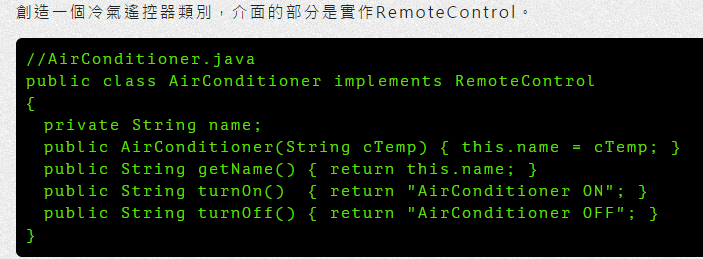 創造一個冷氣遙控器類別，介面的部分是實作RemoteControl。
//AirConditioner.java
public class AirConditioner implements RemoteControl
{
  private String name;
  public AirConditioner(String cTemp) { this.name = cTemp; }
  public String getName() { return this.name; }
  public String turnOn()  { return "AirConditioner ON"; }
  public String turnOff() { return "AirConditioner OFF"; }
}